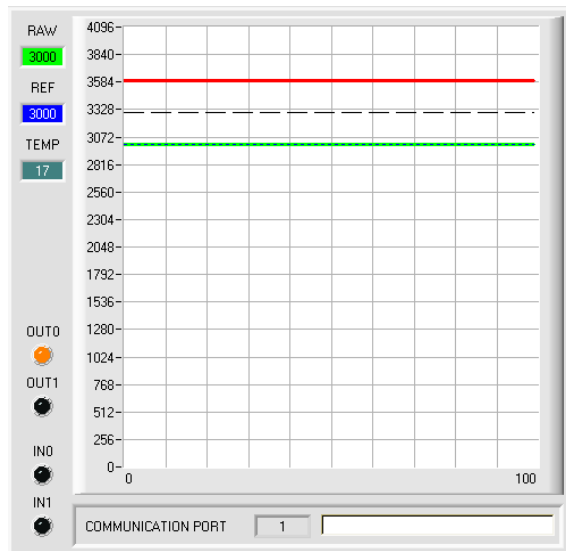 RAW
3000
REF
3000
TEMP
17
OUT0
OUT1
IN0
IN1
4096
3840
3584
3328
3072
2816
2560
2304
2048
1792
1536
1280
1024
768
512
256
0
0 100
COMMUNICATION PORT 1